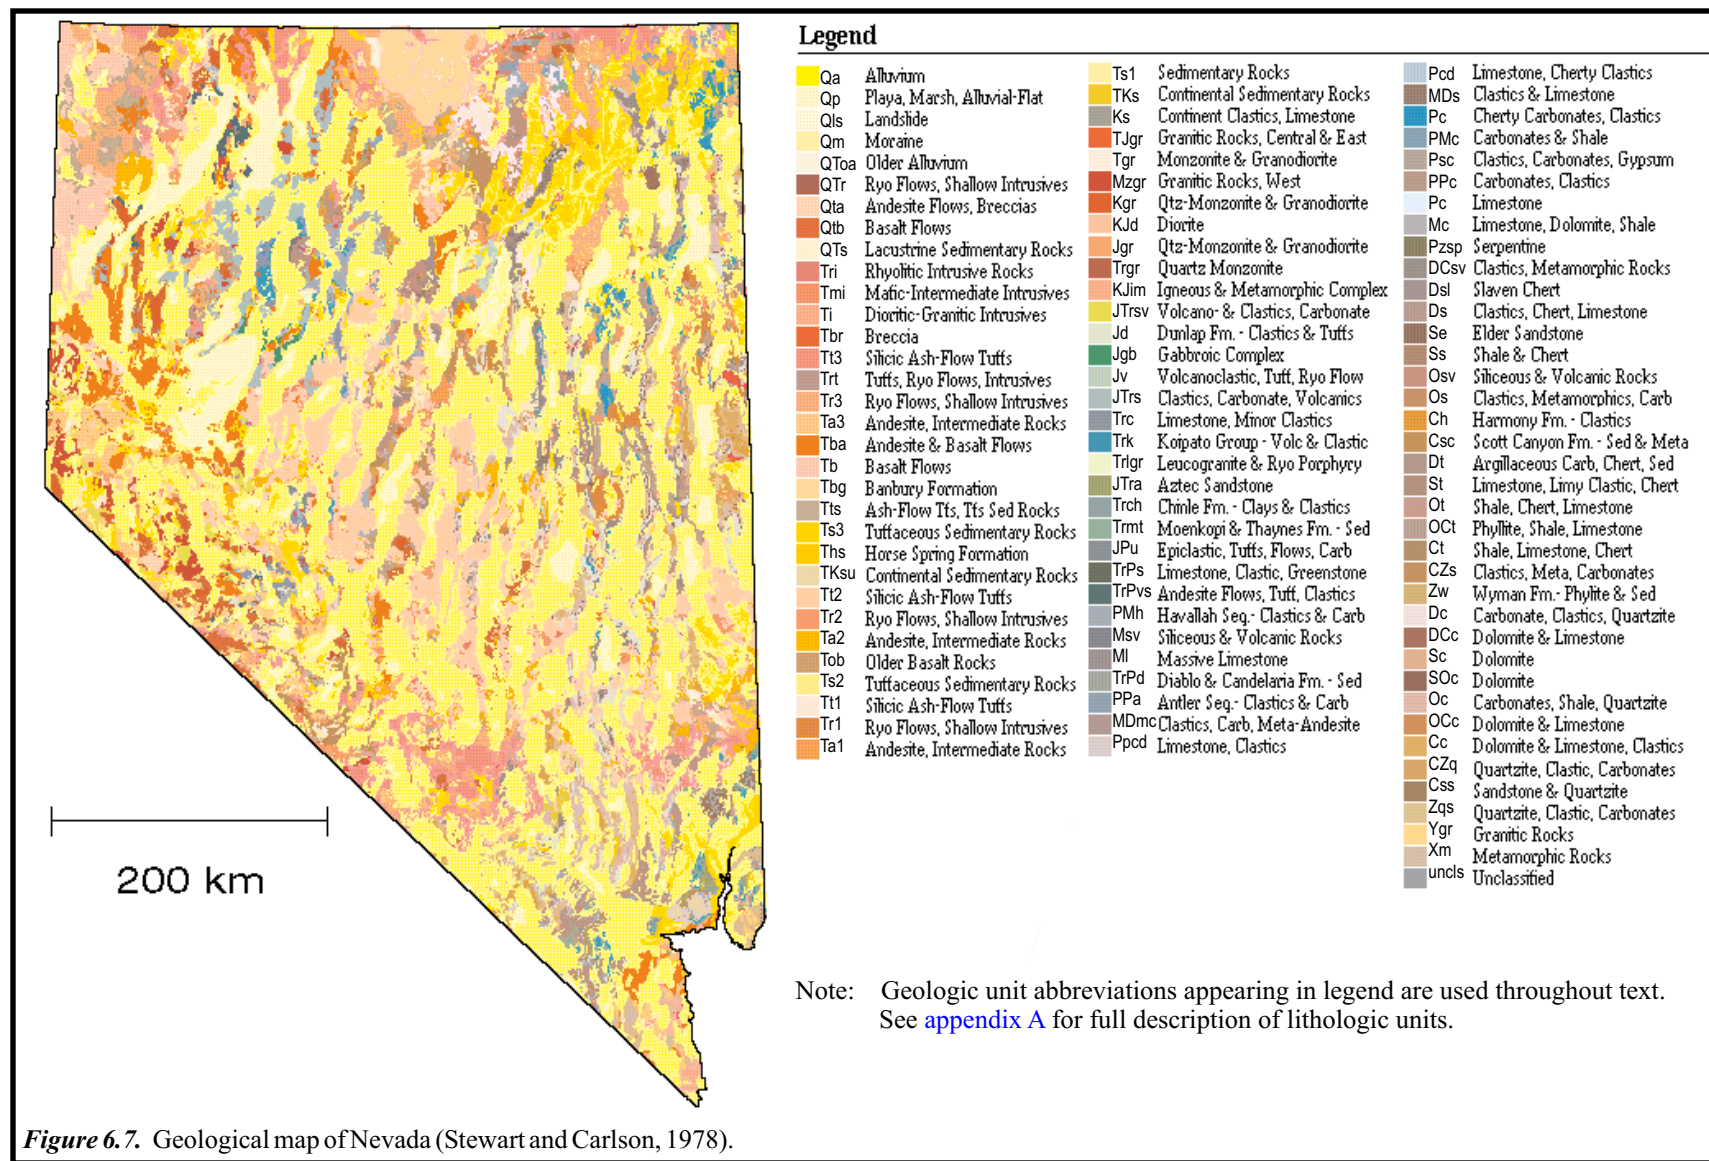 Legend
Qa Alluvium
Qp Playa, Marsh, Alluvial-Flat
Qls Landslide
Qm Moraine
QToa Older Alluvium
QTr Ryo Flows, Shallow Intrusives
Qta Andesite Flows, Breccias
Qtb Basalt Flows
QTs Lacustrine Sedimentary Rocks
Tri Rhyolitic Intrusive Rocks
Tmi Mafic-Intermediate Intrusives
Ti Dioritic-Granitic Intrusives
Tbr Breccia
Tt3 Silicic Ash-Flow Tuffs
Trt Tuffs, Ryo Flows, Intrusives
Tr3 Ryo Flows, Shallow Intrusives
Ta3 Andesite, Intermediate Rocks
Tba Andesite & Basalt Flows
Tb Basalt Flows
Tbg Banbury Formation
Tts Ash-Flow Tfs, Tfs Sed Rocks
Ts3 Tuffaceous Sedimentary Rocks
Ths Horse Spring Formation
TKsu Continental Sedimentary Rocks
Tt2 Silicic Ash-Flow Tuffs
Tr2 Ryo Flows, Shallow Intrusives
Ta2 Andesite, Intermediate Rocks
Tob Older Basalt Rocks
Ts2 Tuffaceous Sedimentary Rocks
Tt1 Silicic Ash-Flow Tuffs
Tr1 Ryo Flows, Shallow Intrusives
Ta1 Andesite, Intermediate Rocks
Ts1 Sedimentary Rocks
TKs Continental Sedimentary Rocks
Ks Continent Clastics, Limestone
TJgr Granitic Rocks, Central & East
Tgr Monzonite & Granodiorite
Mzgr Granitic Rocks, West
Kgr Qtz-Monzonite & Granodiorite
KJd Diorite
Jgr Qtz-Monzonite & Granodiorite
Trgr Quartz Monzonite
KJim Igneous & Metamorphic Complex
JTrsv Volcano- & Clastics, Carbonate
Jd Dunlap Fm. - Clastics & Tuffs
Jgb Gabbroic Complex
Jv Volcanoclastic, Tuff, Ryo Flow
JTrs Clastics, Carbonate, Volcanics
Trc Limestone, Minor Clastics
Trk Koipato Group - Volc & Clastic
Trlgr Leucogranite & Ryo Porphyry
JTra Aztec Sandstone
Trch Chinle Fm. - Clays & Clastics
Trmt Moenkopi & Thaynes Fm. - Sed
JPu Epiclastic, Tuffs, Flows, Carb
TrPs Limestone, Clastic, Greenstone
TrPvs Andesite Flows, Tuff, Clastics
PMh Havallah Seq.- Clastics & Carb
Msv Siliceous & Volcanic Rocks
Ml Massive Limestone
TrPd Diablo & Candelaria Fm. - Sed
PPa Antler Seq.- Clastics & Carb
MDmc Clastics, Carb, Meta-Andesite
Ppcd Limestone, Clastics
Pcd Limestone, Cherty Clastics
MDs Clastics & Limestone
Pc Cherty Carbonates, Clastics
PMc Carbonates & Shale
Psc Clastics, Carbonates, Gypsum
PPc Carbonates, Clastics
Pc Limestone
Mc Limestone, Dolomite, Shale
Pzsp Serpentine
DCsv Clastics, Metamorphic Rocks
Dsl Slaven Chert
Ds Clastics, Chert, Limestone
Se Elder Sandstone
Ss Shale & Chert
Osv Siliceous & Volcanic Rocks
Os Clastics, Metamorphics, Carb
Ch Harmony Fm. - Clastics
Csc Scott Canyon Fm. - Sed & Meta
Dt Argillaceous Carb, Chert, Sed
St Limestone, Limy Clastic, Chert
Ot Shale, Chert, Limestone
OCt Phyllite, Shale, Limestone
Ct Shale, Limestone, Chert
CZs Clastics, Meta, Carbonates
Zw Wyman Fm.- Phylite & Sed
Dc Carbonate, Clastics, Quartzite
DCc Dolomite & Limestone
Sc Dolomite
SOc Dolomite
Oc Carbonates, Shale, Quartzite
OCc Dolomite & Limestone
Cc Dolomite & Limestone, Clastics
CZq Quartzite, Clastic, Carbonates
Css Sandstone & Quartzite
Zqs Quartzite, Clastic, Carbonates
Ygr Granitic Rocks
Xm Metamorphic Rocks
uncls Unclassified
200 km
Note: Geologic unit abbreviations appearing in legend are used throughout text.
See appendix A for full description of lithologic units.
Figure 6.7. Geological map of Nevada (Stewart and Carlson, 1978).